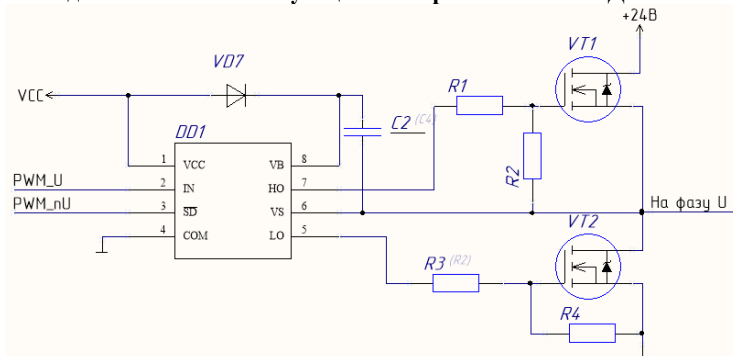 +24В
VD7
VT1
VCC
R1
C2 (C4)
DD1
1 VCC VB 8
R2
PWM_U
2 IN HO 7
PWM_nU
3 SD VS 6
На фазу U
4 COM LO 5
VT2
R3 (R2)
R4